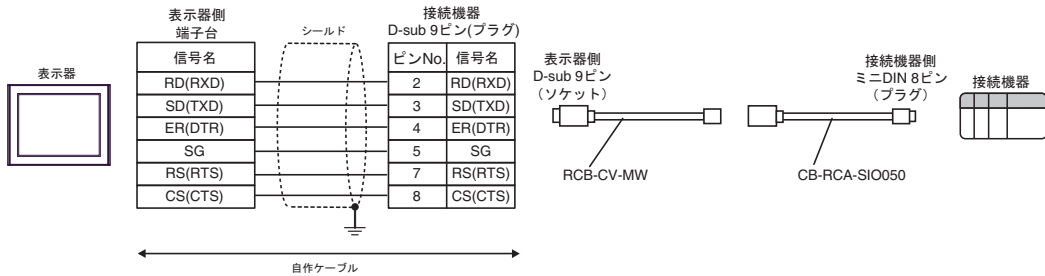 表示器
表示器側
端子台
シールド
接続機器
D-sub 9ピン(プラグ)
信号名
ピンNo. 信号名
RD(RXD) 2 RD(RXD)
SD(TXD) 3 SD(TXD)
ER(DTR) 4 ER(DTR)
SG 5 SG
RS(RTS) 7 RS(RTS)
CS(CTS) 8 CS(CTS)
自作ケーブル
表示器側
D-sub 9ピン
(ソケット)
RCB-CV-MW
接続機器側
ミニDIN 8ピン
(プラグ)
CB-RCA-SIO050
接続機器